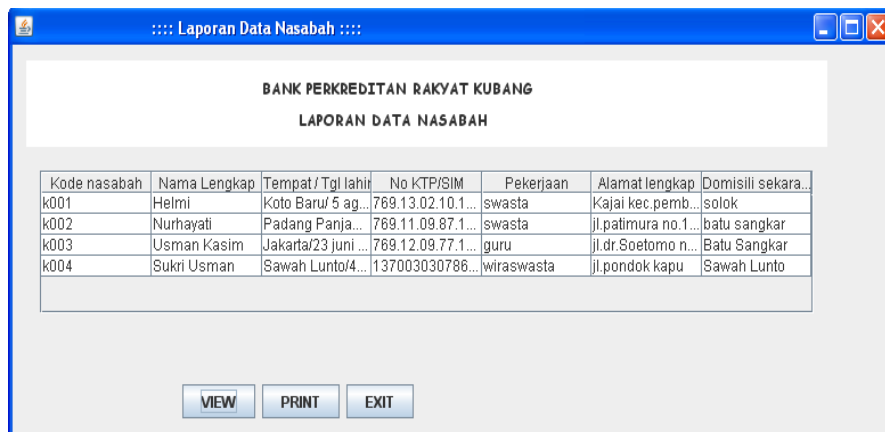 :::: Laporan Data Nasabah ::::
BANK PERKREDITAN RAKYAT KUBANG
LAPORAN DATA NASABAH
Kode nasabah Nama Lengkap Tempat / Tgl lahir No KTP/SIM Pekerjaan Alamat lengkap Domisili sekara...
k001 Helmi Koto Baru/ 5 ag... 769.13.02.10.1... swasta Kajai kec.pemb... solok
k002 Nurhayati Padang Panja... 769.11.09.87.1... swasta jl.patimura no.1... batu sangkar
k003 Usman Kasim Jakarta/23 juni ... 769.12.09.77.1... guru jl.dr.Soetomo n... Batu Sangkar
k004 Sukri Usman Sawah Lunto/4... 137003030786... wiraswasta jl.pondok kapu Sawah Lunto
VIEW PRINT EXIT